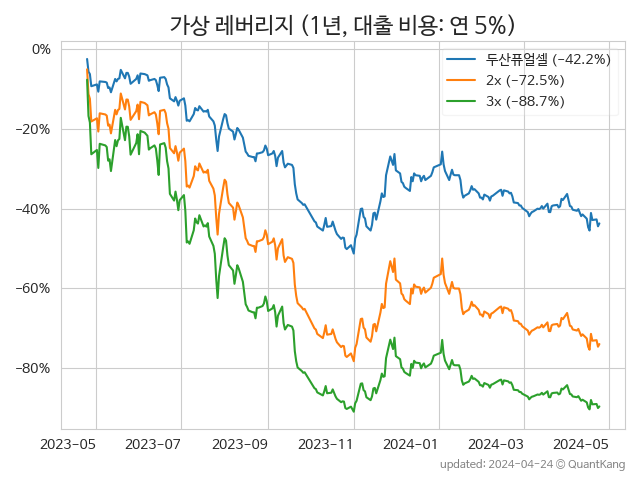 가상 레버리지 (1년, 대출 비용: 연 5%)
두산퓨얼셀 (−42.2%)
2x (−72.5%)
3x (−88.7%)
0%
−20%
−40%
−60%
−80%
2023-05
2023-07
2023-09
2023-11
2024-01
2024-03
2024-05
updated: 2024-04-24 © QuantKang